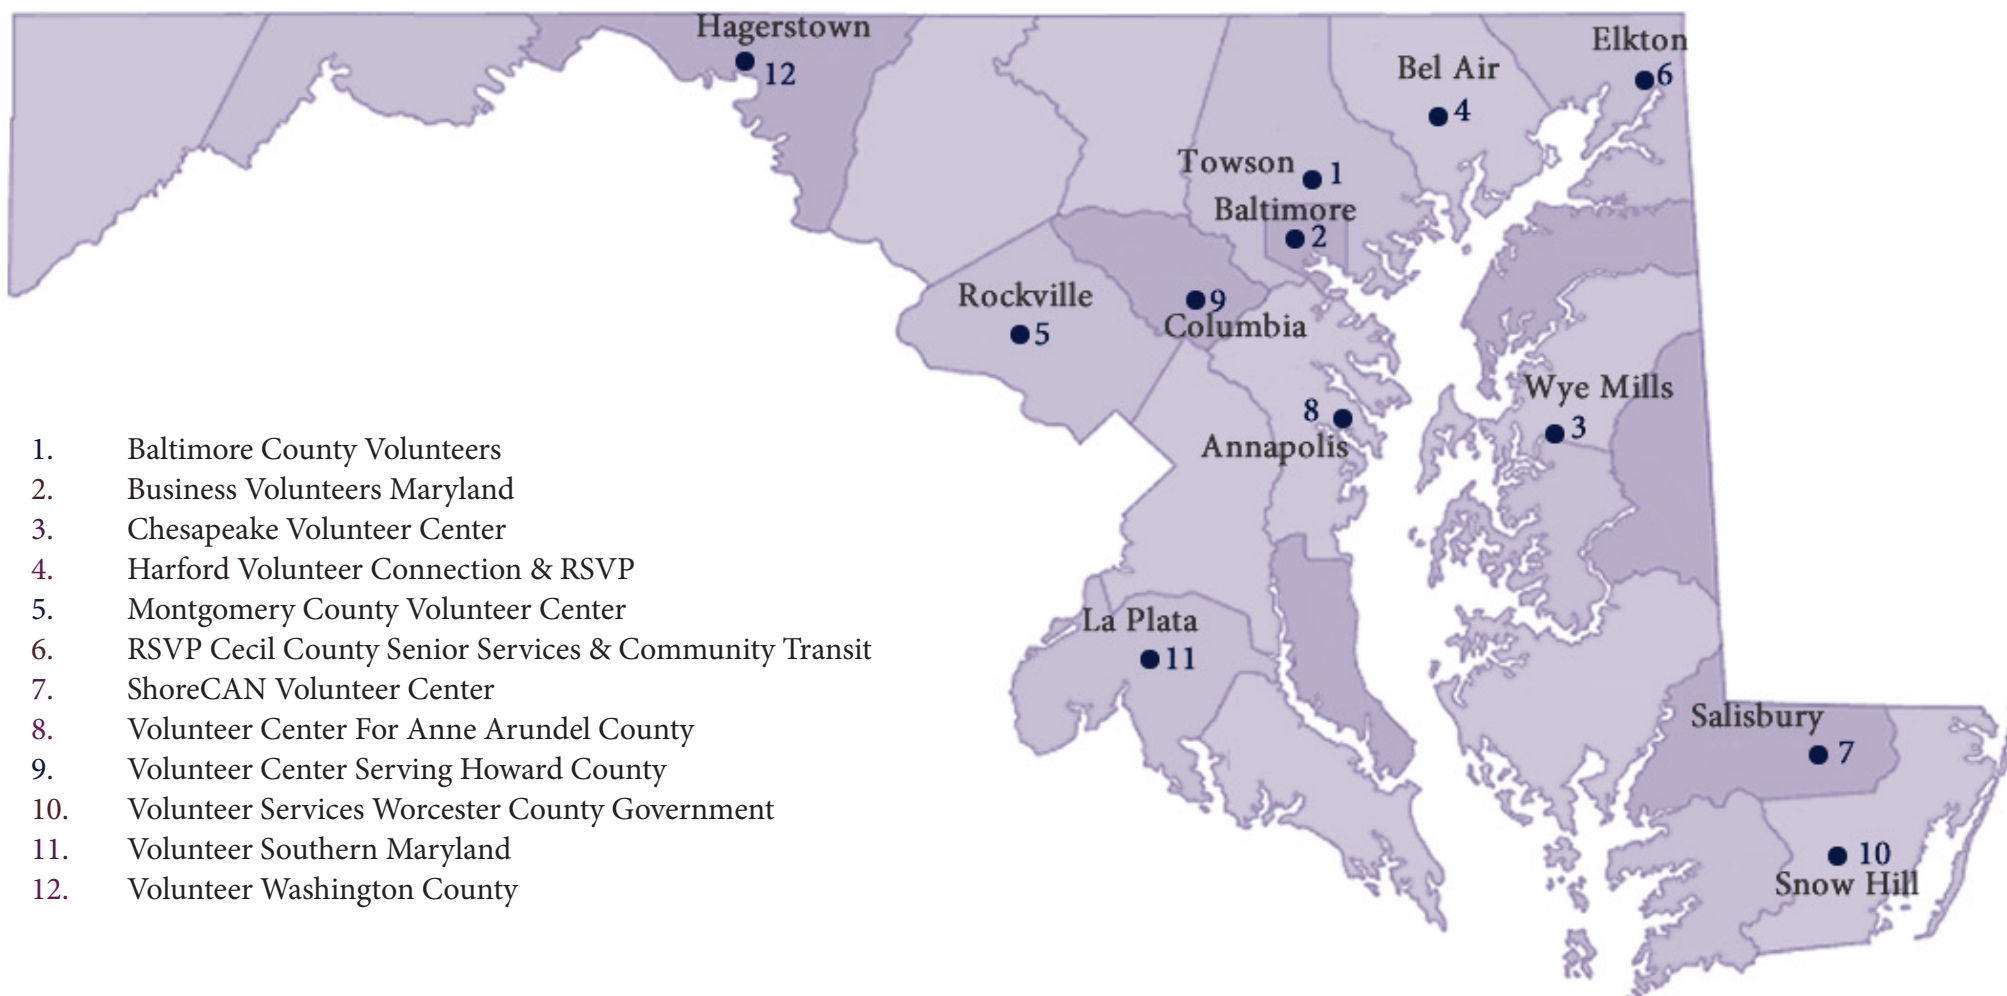 Hagerstown
12
Elkton
6
Bel Air
4
Towson
1
Baltimore
2
Rockville
5
9
Columbia
Wye Mills
3
8
Annapolis
La Plata
11
Salisbury
7
10
Snow Hill
1. Baltimore County Volunteers
2. Business Volunteers Maryland
3. Chesapeake Volunteer Center
4. Harford Volunteer Connection & RSVP
5. Montgomery County Volunteer Center
6. RSVP Cecil County Senior Services & Community Transit
7. ShoreCAN Volunteer Center
8. Volunteer Center For Anne Arundel County
9. Volunteer Center Serving Howard County
10. Volunteer Services Worcester County Government
11. Volunteer Southern Maryland
12. Volunteer Washington County